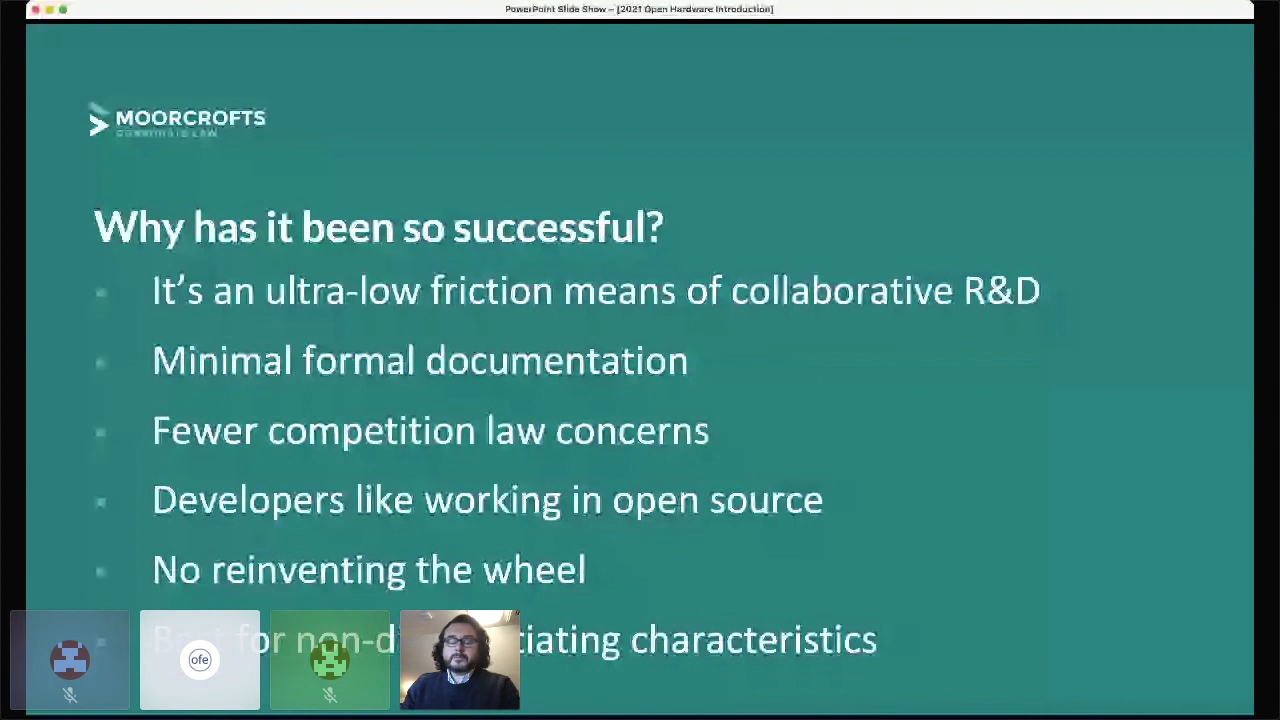 PowerPoint Slide Show – [2021 Open Hardware Introduction]
MOORCROFTS
CORPORATE LAW
Why has it been so successful?
It's an ultra-low friction means of collaborative R&D
Minimal formal documentation
Fewer competition law concerns
Developers like working in open source
No reinventing the wheel
for characteristics
ofe